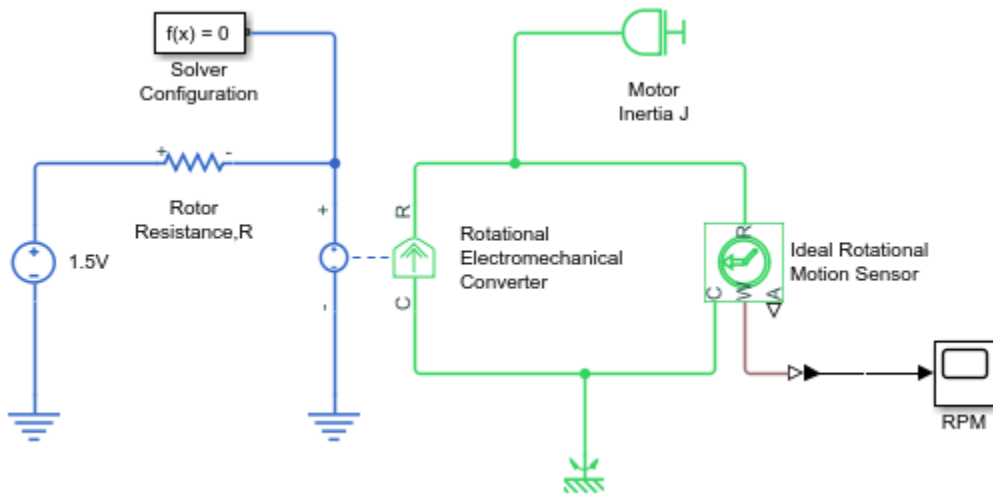 f(x) = 0
Solver
Configuration
Motor
Inertia J
+
-
Rotor
Resistance,R
+
-
1.5V
+
-
R
C
Rotational
Electromechanical
Converter
R
C
W
A
Ideal Rotational
Motion Sensor
RPM